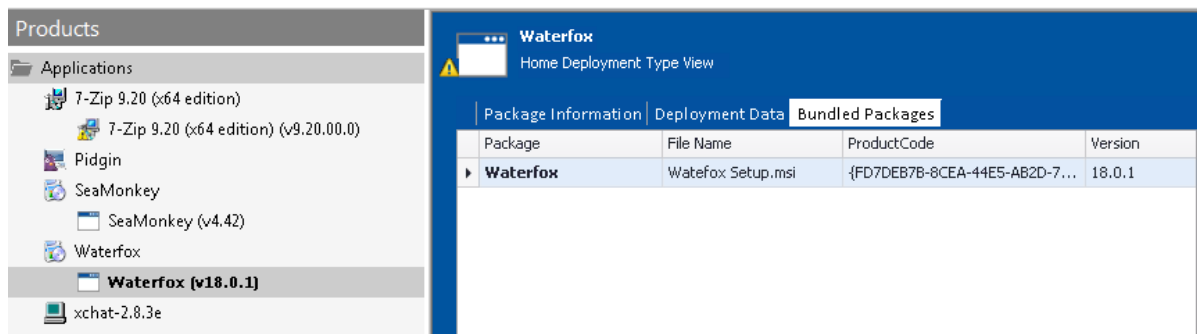 Products
Applications
7-Zip 9.20 (x64 edition)
7-Zip 9.20 (x64 edition) (v9.20.00.0)
Pidgin
SeaMonkey
SeaMonkey (v4.42)
Waterfox
Waterfox (v18.0.1)
xchat-2.8.3e
Waterfox
Home Deployment Type View
Package Information Deployment Data Bundled Packages
Package File Name ProductCode Version
Waterfox Watefox Setup.msi {FD7DEB7B-8CEA-44E5-AB2D-7... 18.0.1